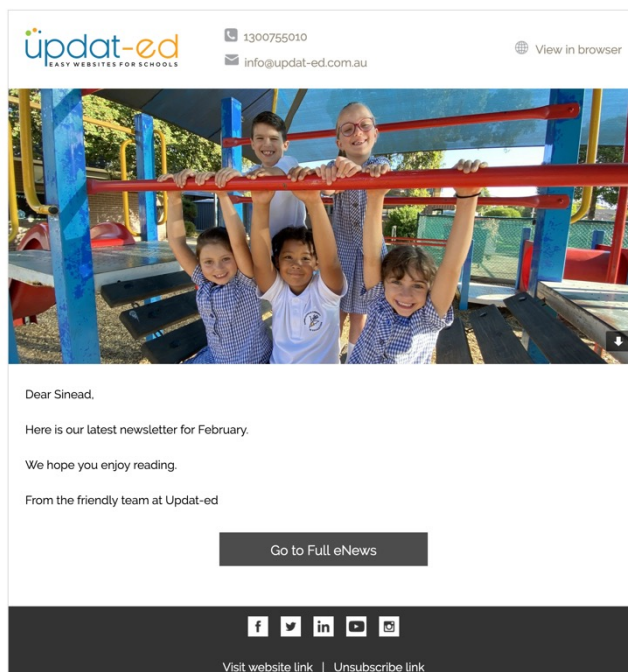 updat-ed
EASY WEBSITES FOR SCHOOLS
1300755010
info@updat-ed.com.au
View in browser
Dear Sinead,
Here is our latest newsletter for February.
We hope you enjoy reading.
From the friendly team at Updat-ed
Go to Full eNews
Visit website link | Unsubscribe link